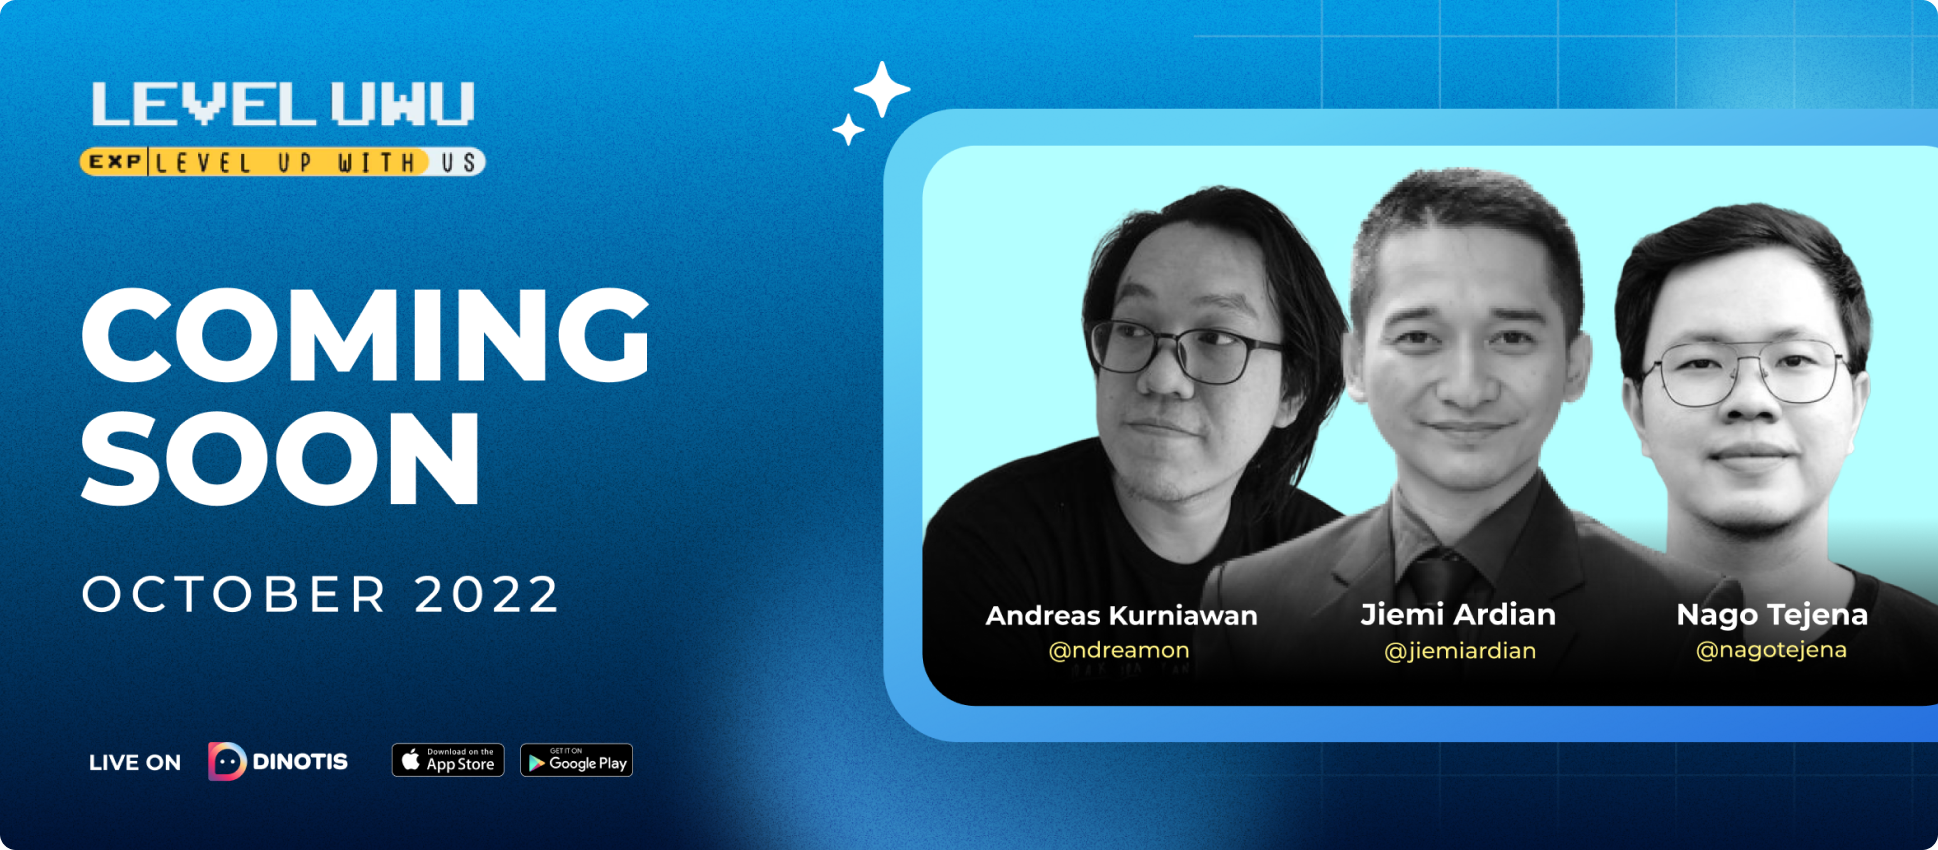 LEVEL UWU
EXP LEVEL UP WITH US
COMING
SOON
OCTOBER 2022
LIVE ON DINOTIS
Download on the
App Store
GET IT ON
Google Play
Andreas Kurniawan
@ndreamon
Jiemi Ardian
@jiemiardian
Nago Tejena
@nagotejena